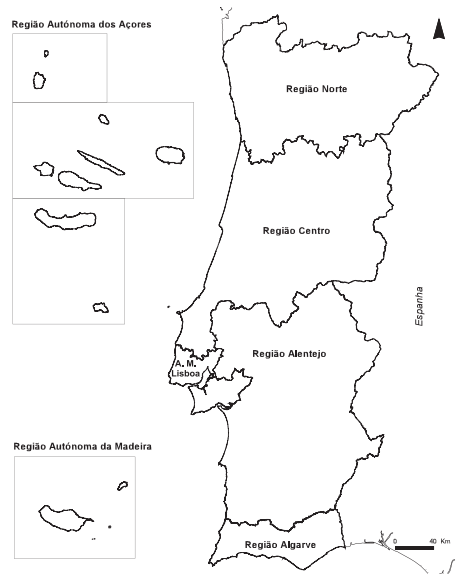 Região Autónoma dos Açores
Região Norte
Região Centro
Espanha
Região Alentejo
A. M.
Lisboa
Região Autónoma da Madeira
Região Algarve
0 40 Km